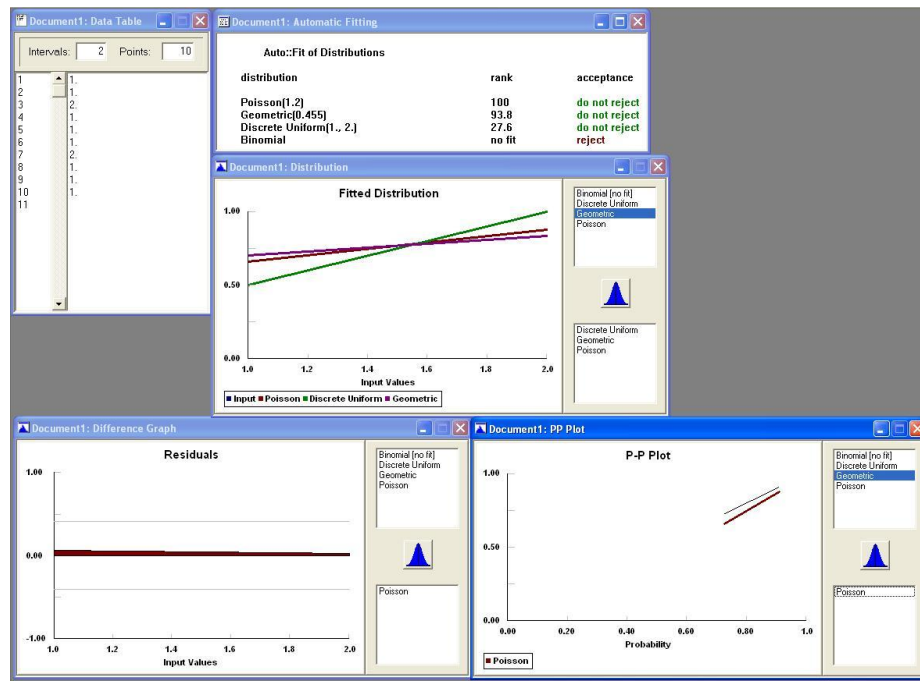 Document1: Data Table
Intervals: 2 Points: 10
1 1.
2 1.
3 2.
4 1.
5 1.
6 1.
7 2.
8 1.
9 1.
10 1.
11
Document1: Automatic Fitting
Auto::Fit of Distributions
distribution rank acceptance
Poisson(1.2) 100 do not reject
Geometric(0.455) 93.8 do not reject
Discrete Uniform(1., 2.) 27.6 do not reject
Binomial no fit reject
Document1: Distribution
Fitted Distribution
1.00
0.50
0.00
1.0 1.2 1.4 1.6 1.8 2.0
Input Values
Input Poisson Discrete Uniform Geometric
Binomial [no fit]
Discrete Uniform
Geometric
Poisson
Discrete Uniform
Geometric
Poisson
Document1: Difference Graph
Residuals
1.00
0.00
-1.00
1.0 1.2 1.4 1.6 1.8 2.0
Input Values
Binomial [no fit]
Discrete Uniform
Geometric
Poisson
Poisson
Document1: PP Plot
P-P Plot
1.00
0.50
0.00
0.00 0.20 0.40 0.60 0.80 1.0
Probability
Poisson
Binomial [no fit]
Discrete Uniform
Geometric
Poisson
Poisson